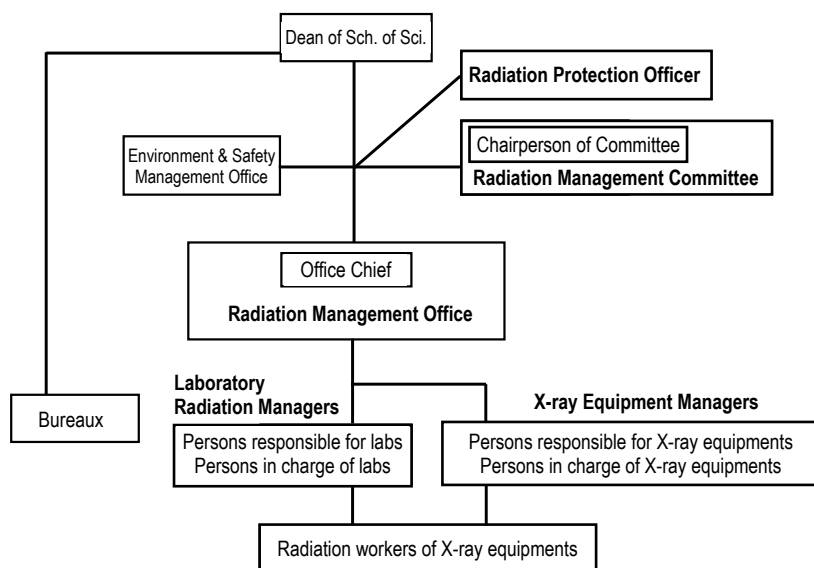 Dean of Sch. of Sci.
Radiation Protection Officer
Environment & Safety
Management Office
Chairperson of Committee
Radiation Management Committee
Office Chief
Radiation Management Office
Bureaux
Laboratory
Radiation Managers
Persons responsible for labs
Persons in charge of labs
X-ray Equipment Managers
Persons responsible for X-ray equipments
Persons in charge of X-ray equipments
Radiation workers of X-ray equipments